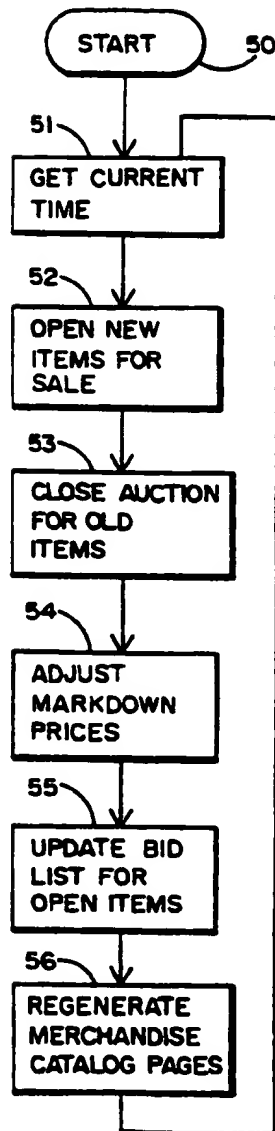 START
50
51
GET CURRENT
TIME
52
OPEN NEW
ITEMS FOR
SALE
53
CLOSE AUCTION
FOR OLD
ITEMS
54
ADJUST
MARKDOWN
PRICES
55
UPDATE BID
LIST FOR
OPEN ITEMS
56
REGENERATE
MERCHANDISE
CATALOG PAGES